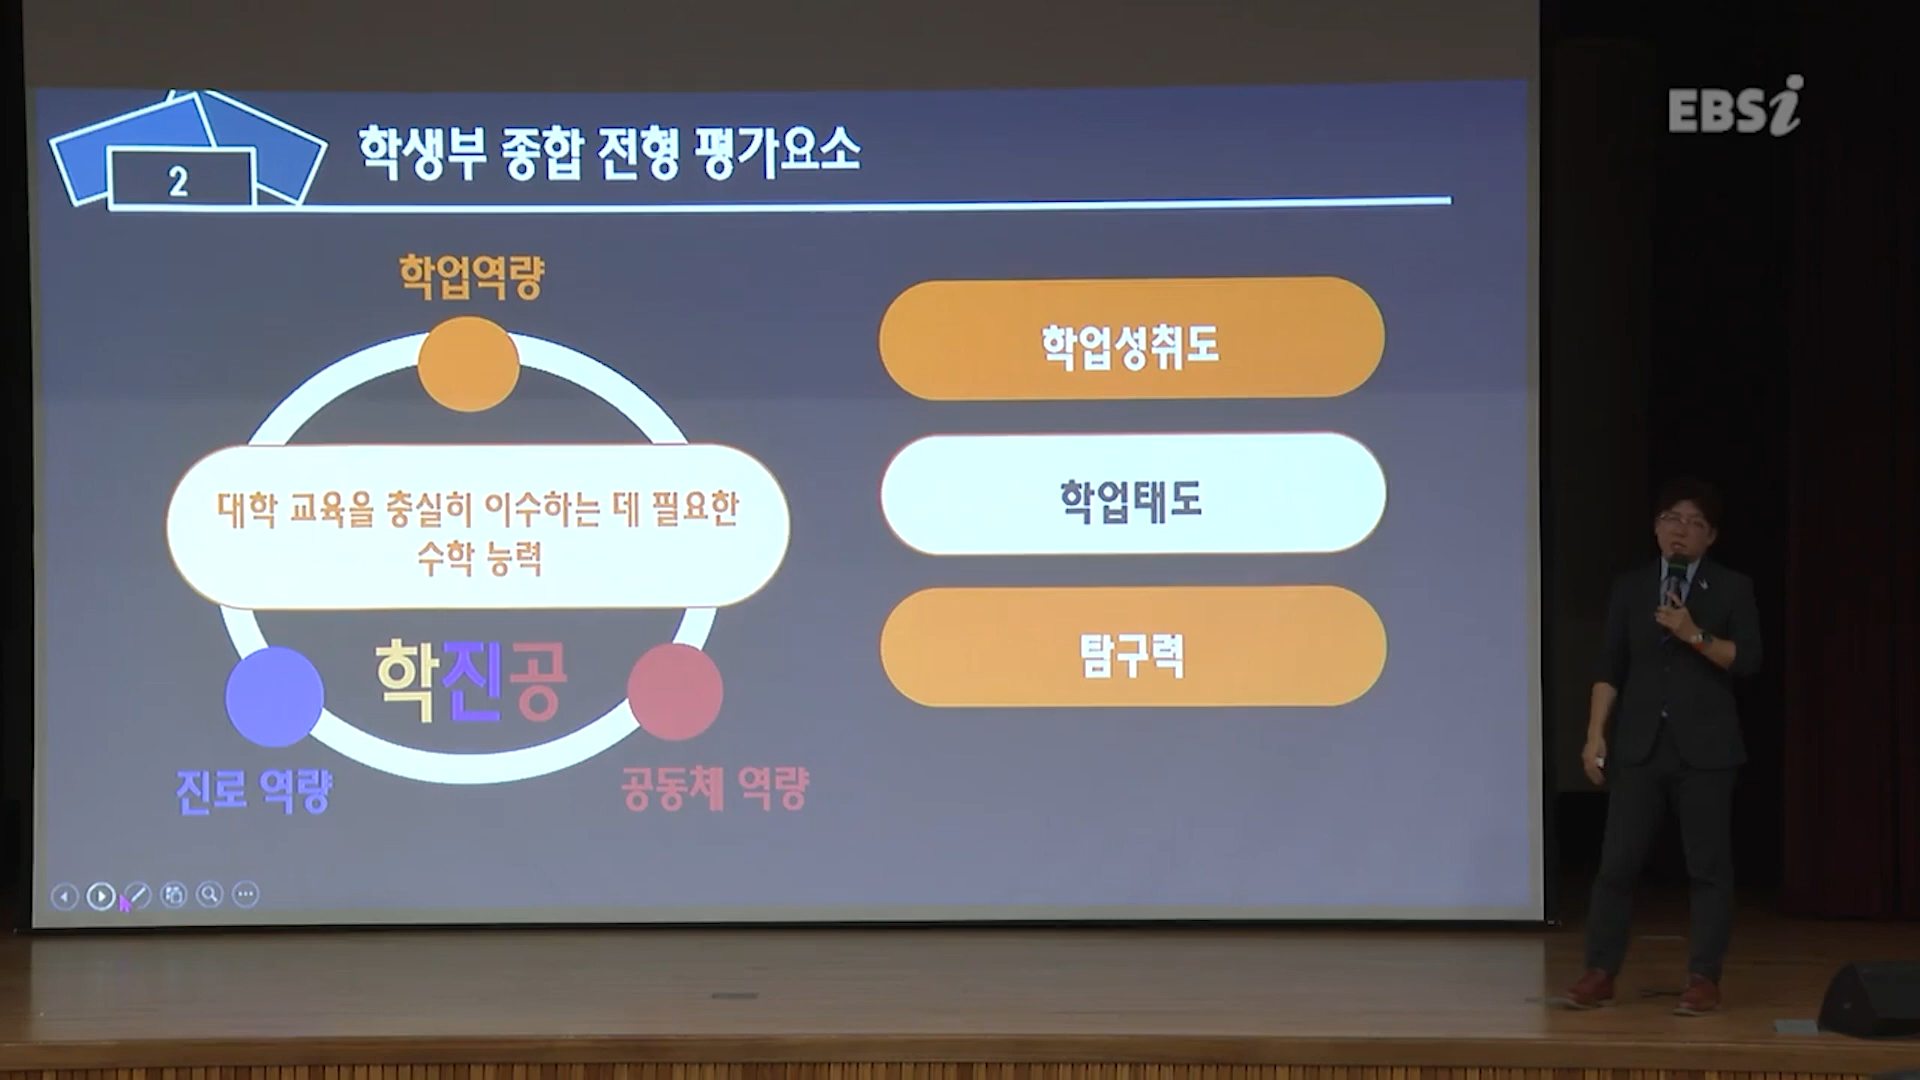 EBSi
2
학생부 종합 전형 평가요소
학업역량
대학 교육을 충실히 이수하는 데 필요한
수학 능력
학진공
진로 역량
공동체 역량
학업성취도
학업태도
탐구력